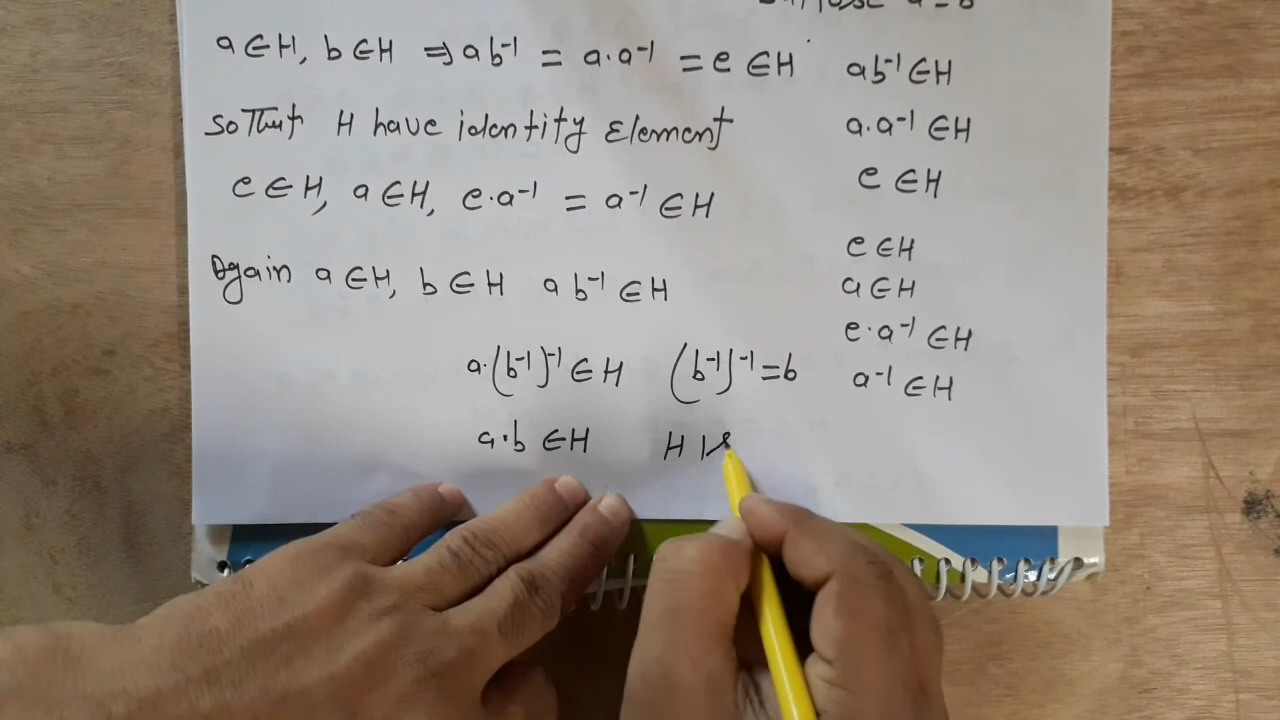 a∈H, b∈H ⇒ ab⁻¹ = a·a⁻¹ = e ∈H
so that H have identity Element
e∈H, a∈H, e·a⁻¹ = a⁻¹ ∈H
Again a∈H, b∈H ab⁻¹ ∈H
a·(b⁻¹)⁻¹ ∈H (b⁻¹)⁻¹ = b
a·b ∈H H is
a=b
ab⁻¹ ∈H
a·a⁻¹ ∈H
e ∈H
e ∈H
a∈H
e·a⁻¹ ∈H
a⁻¹ ∈H